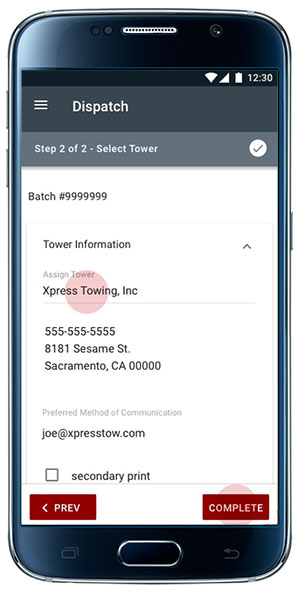 12:30
Dispatch
Step 2 of 2 - Select Tower
Batch #9999999
Tower Information
Assign Tower
Xpress Towing, Inc
555-555-5555
8181 Sesame St.
Sacramento, CA 00000
Preferred Method of Communication
joe@xpresstow.com
secondary print
PREV
COMPLETE